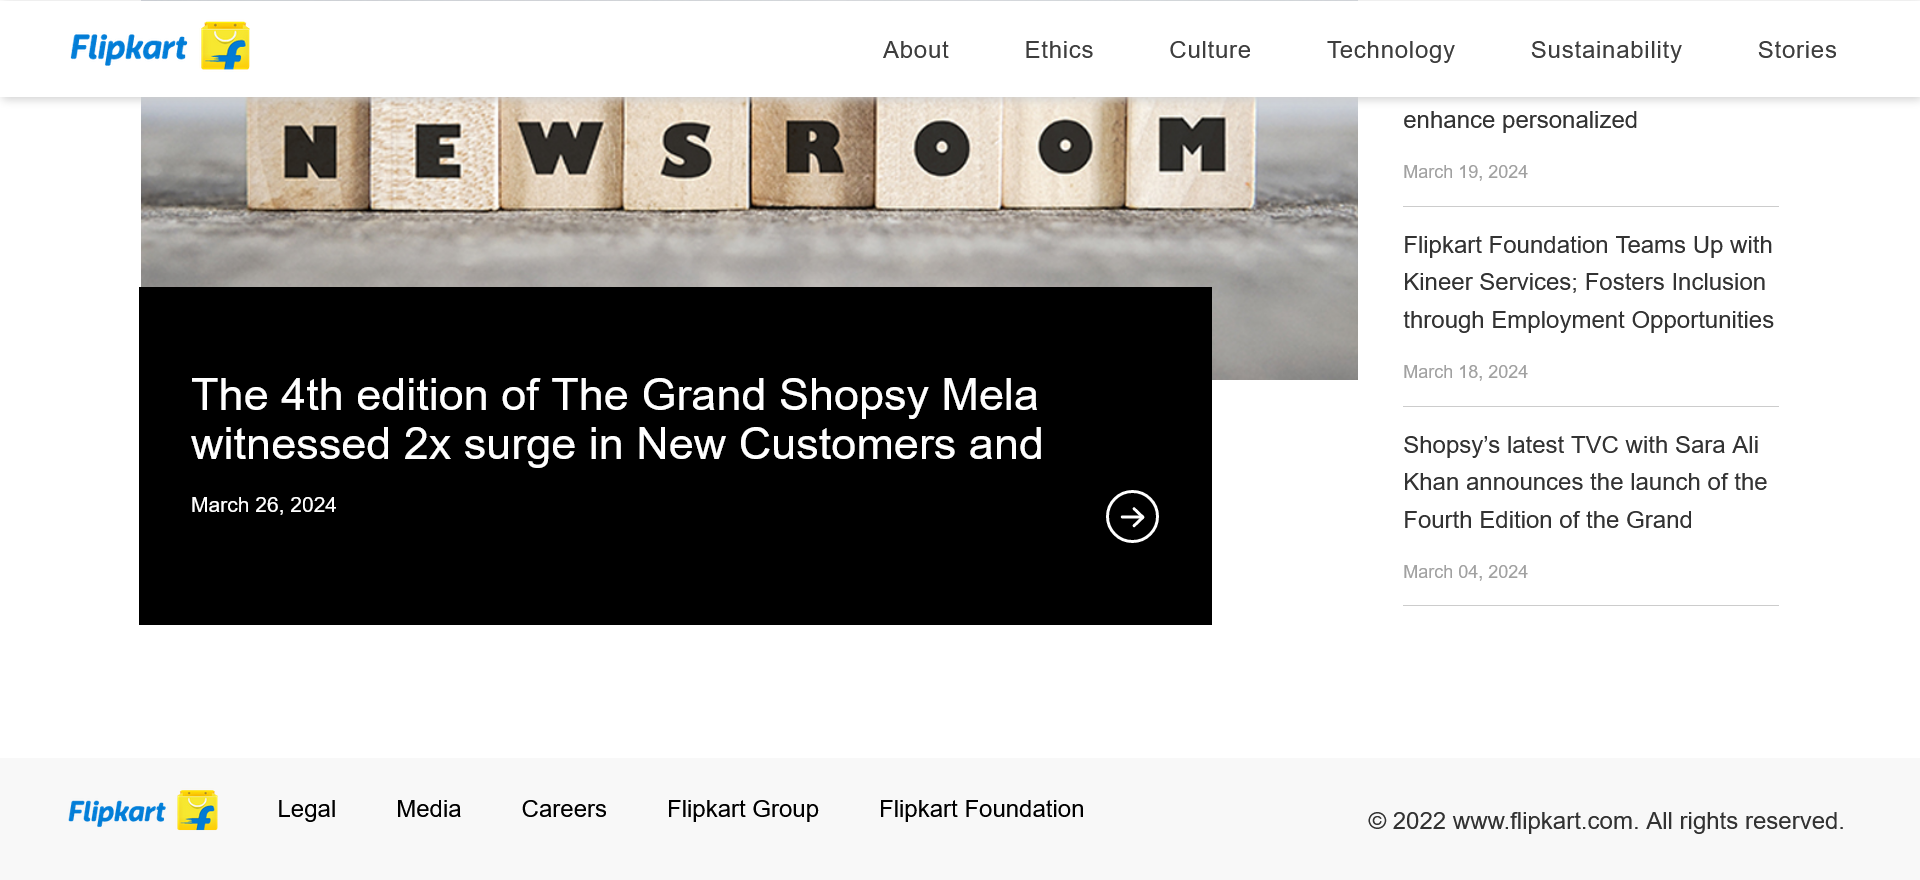 Flipkart
About
Ethics
Culture
Technology
Sustainability
Stories
NEWSROOM
The 4th edition of The Grand Shopsy Mela
witnessed 2x surge in New Customers and
March 26, 2024
enhance personalized
March 19, 2024
Flipkart Foundation Teams Up with
Kineer Services; Fosters Inclusion
through Employment Opportunities
March 18, 2024
Shopsy’s latest TVC with Sara Ali
Khan announces the launch of the
Fourth Edition of the Grand
March 04, 2024
Flipkart
Legal
Media
Careers
Flipkart Group
Flipkart Foundation
© 2022 www.flipkart.com. All rights reserved.